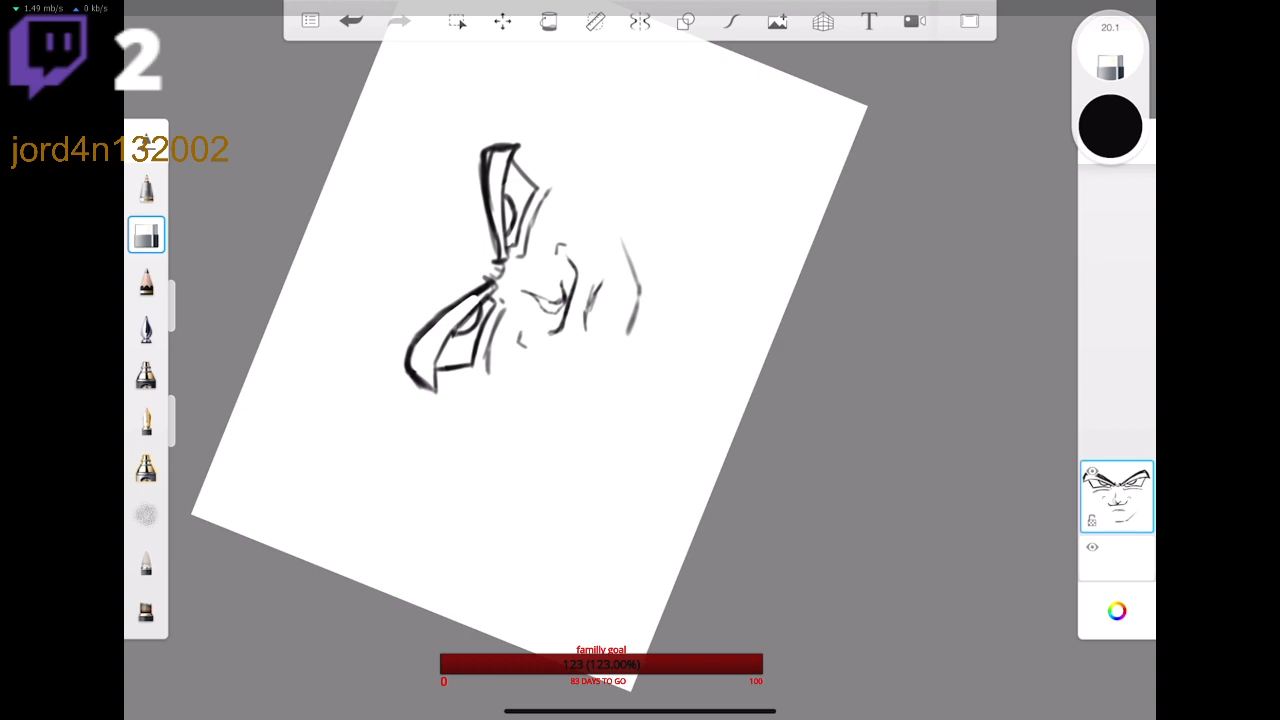 1.49 mb/s 0 kb/s
2
T
20.1
jord4n132002
familly goal
123 (123.00%)
0
83 DAYS TO GO
100